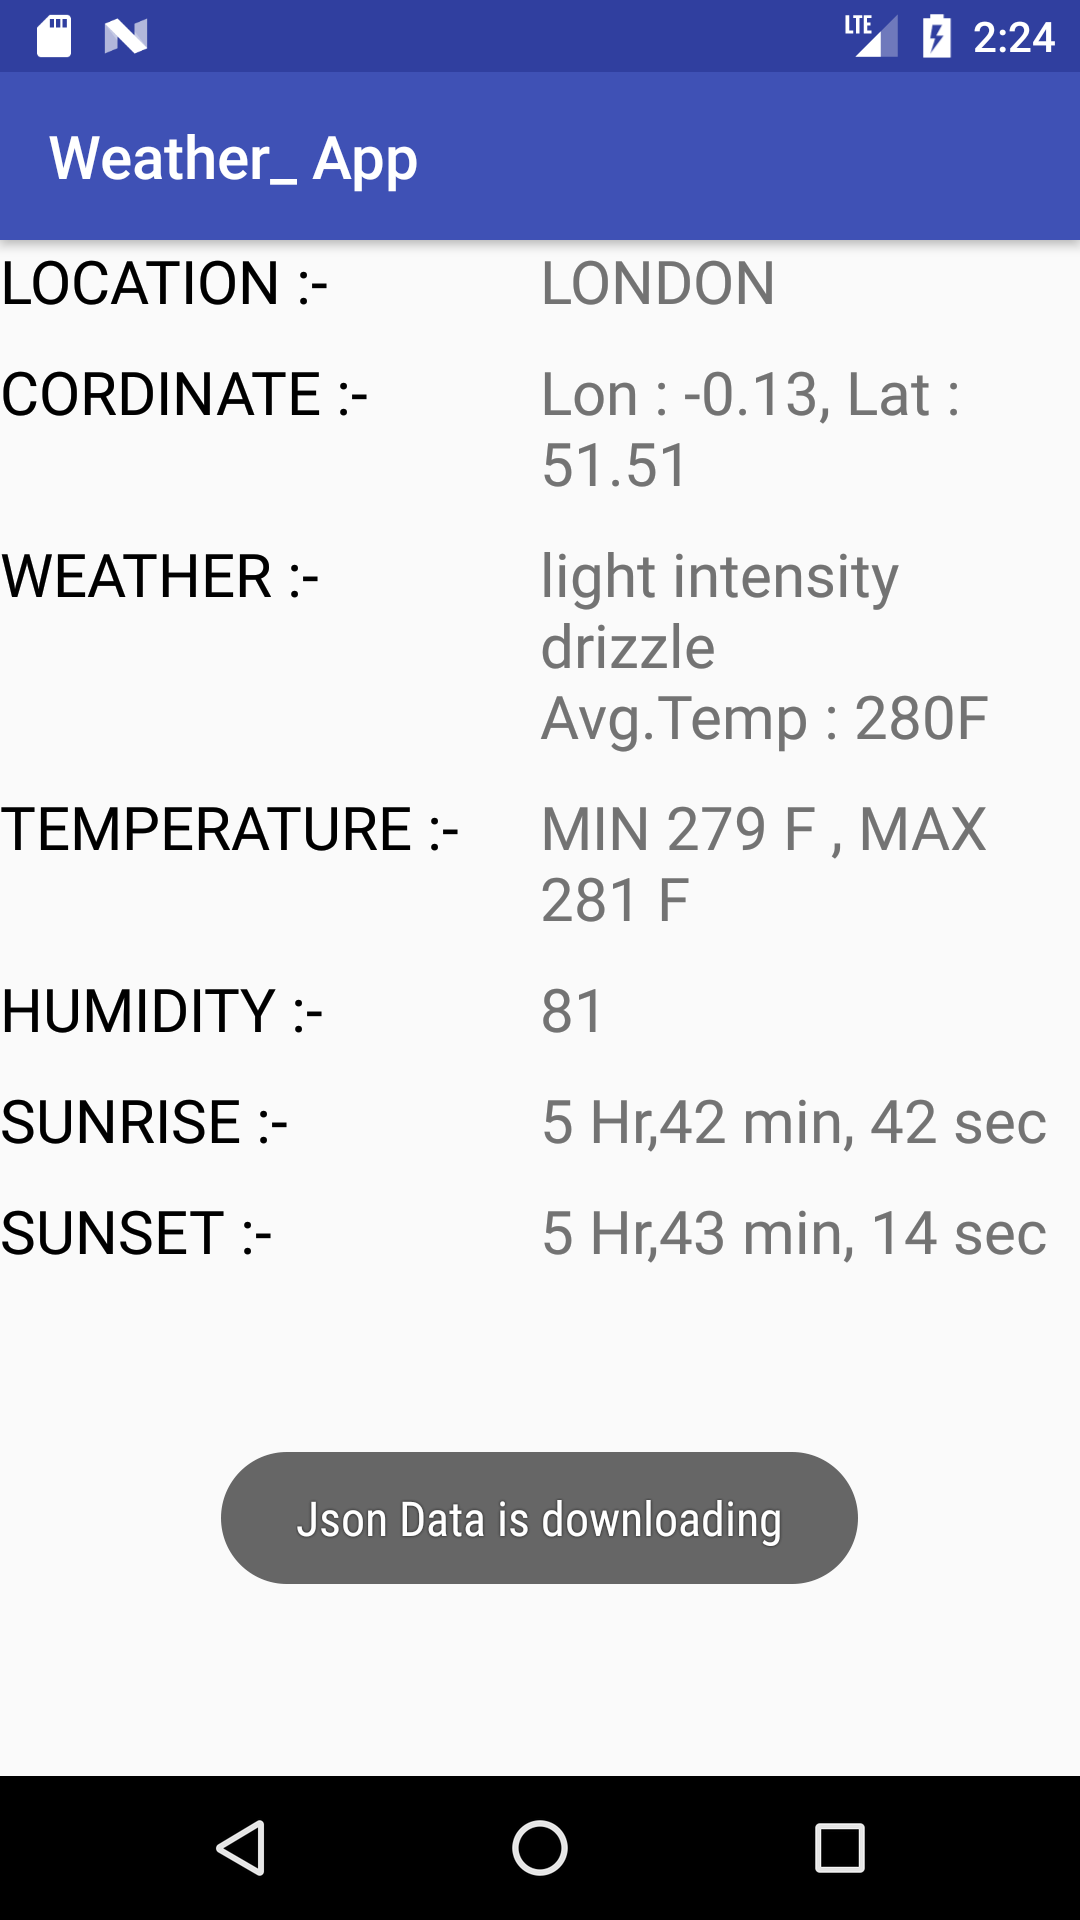 LTE 2:24
Weather_ App
LOCATION :- LONDON
CORDINATE :- Lon : -0.13, Lat :
51.51
WEATHER :- light intensity
drizzle
Avg.Temp : 280F
TEMPERATURE :- MIN 279 F , MAX
281 F
HUMIDITY :- 81
SUNRISE :- 5 Hr,42 min, 42 sec
SUNSET :- 5 Hr,43 min, 14 sec
Json Data is downloading